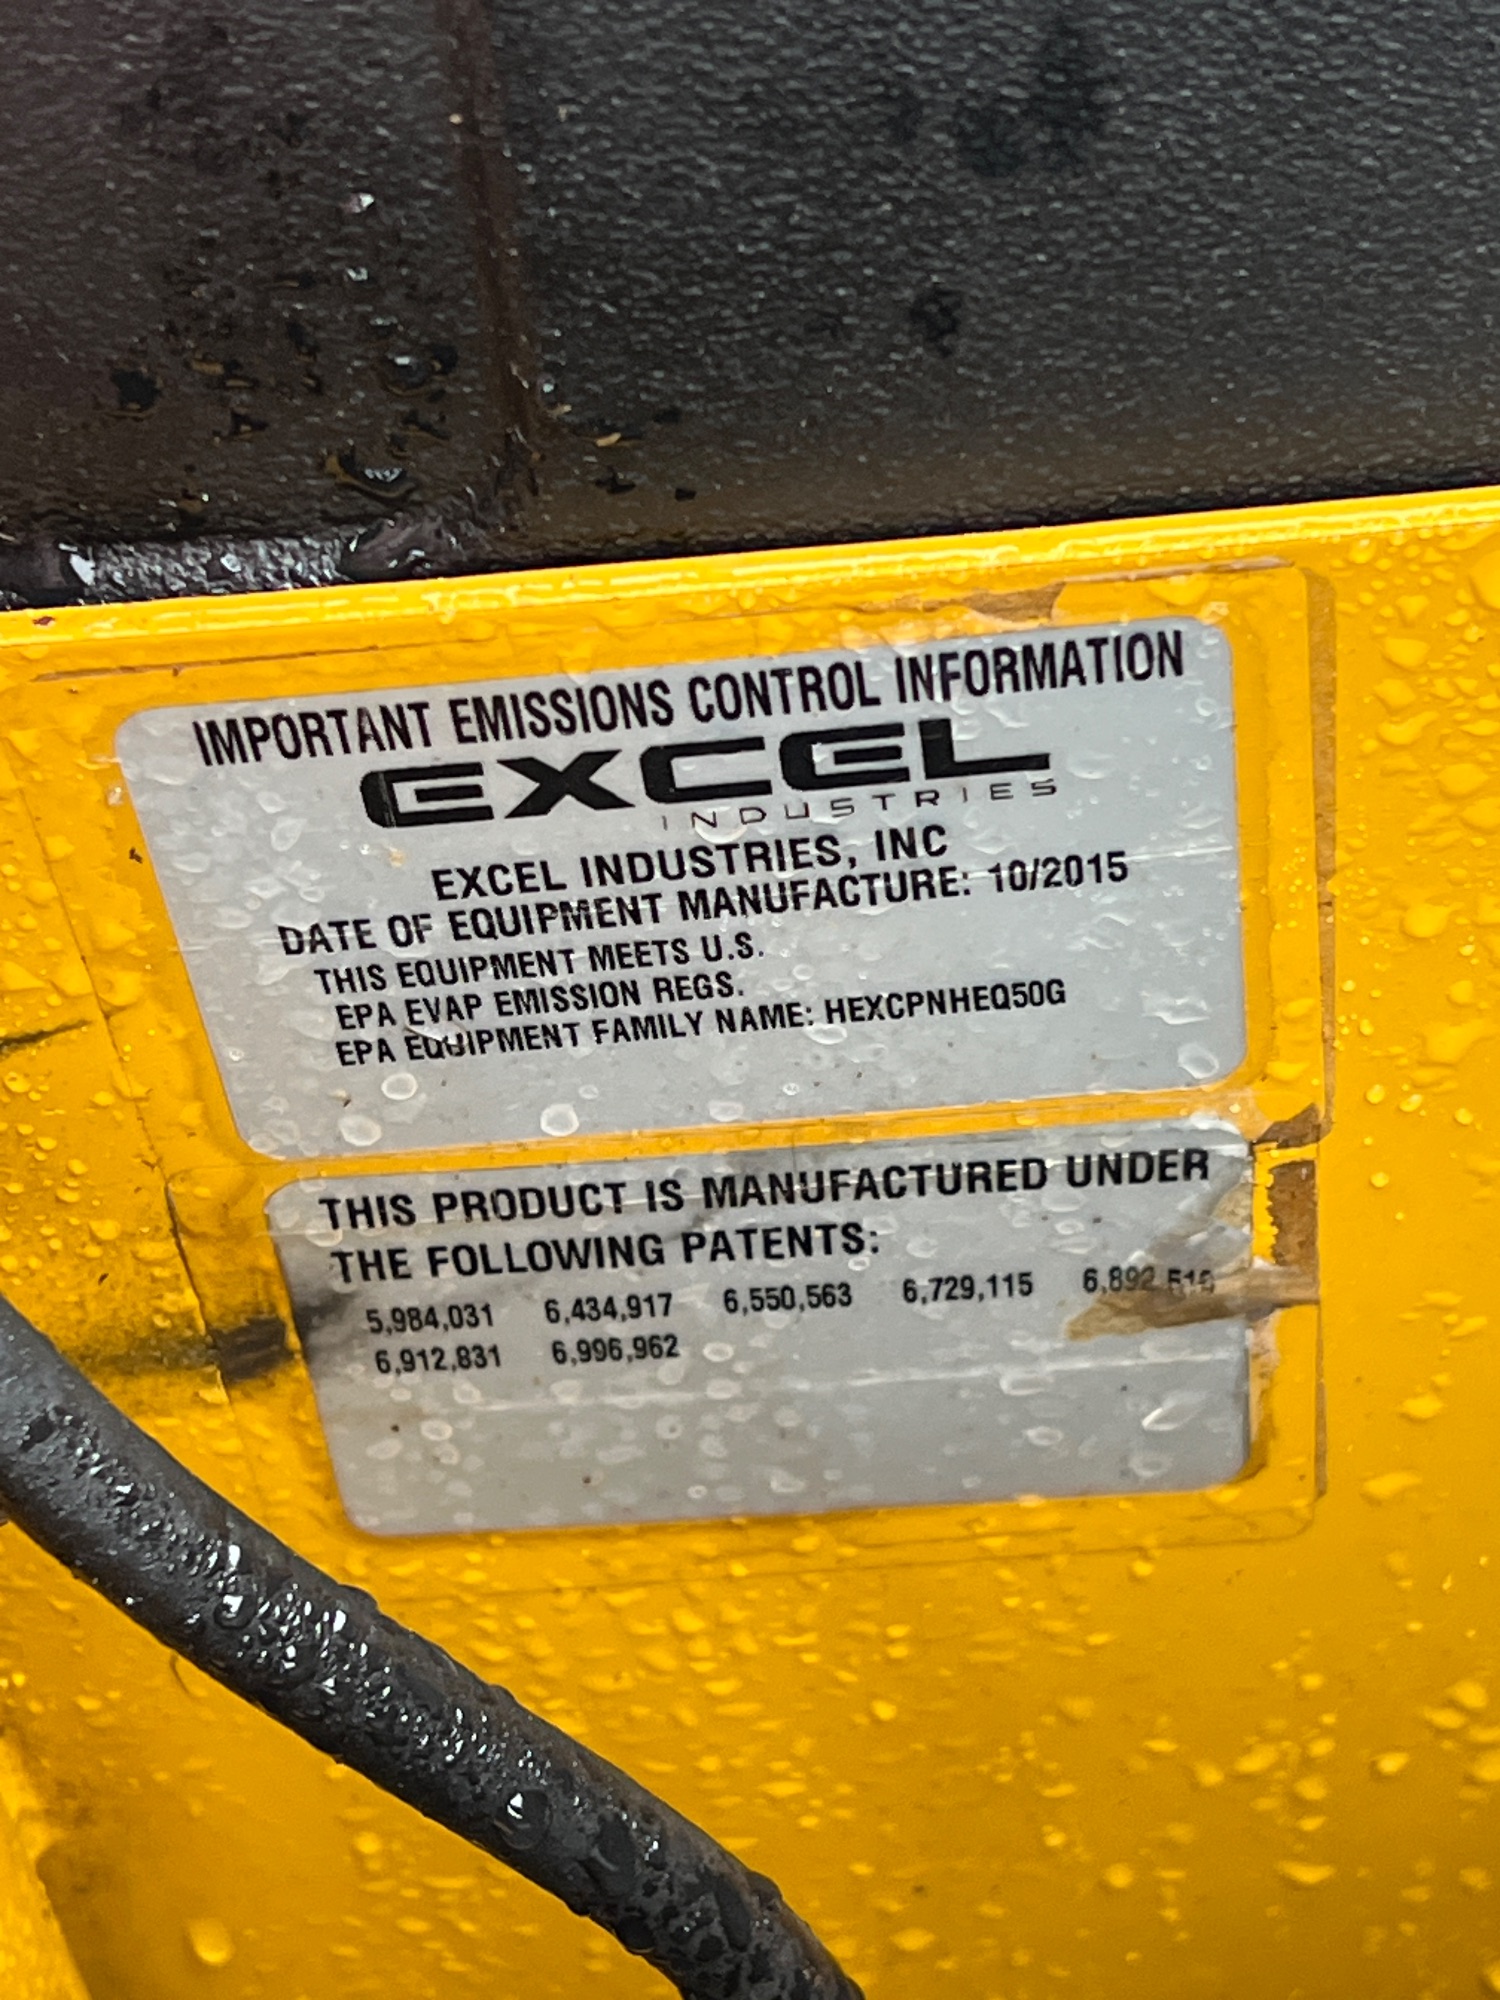 IMPORTANT EMISSIONS CONTROL INFORMATION
EXCEL
INDUSTRIES
EXCEL INDUSTRIES, INC
DATE OF EQUIPMENT MANUFACTURE: 10/2015
THIS EQUIPMENT MEETS U.S.
EPA EVAP EMISSION REGS.
EPA EQUIPMENT FAMILY NAME: HEXCPNHEQ50G
THIS PRODUCT IS MANUFACTURED UNDER
THE FOLLOWING PATENTS:
5,984,031 6,434,917 6,550,563 6,729,115
6,912,831 6,996,962